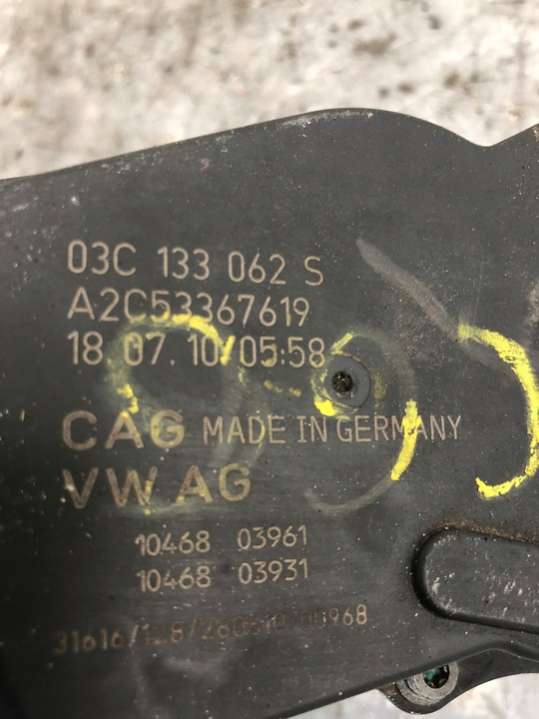 03C 133 062 S
A2C53367619
18.07.10/05:58
CAG MADE IN GERMANY
VW AG
10468 03961
10468 03931